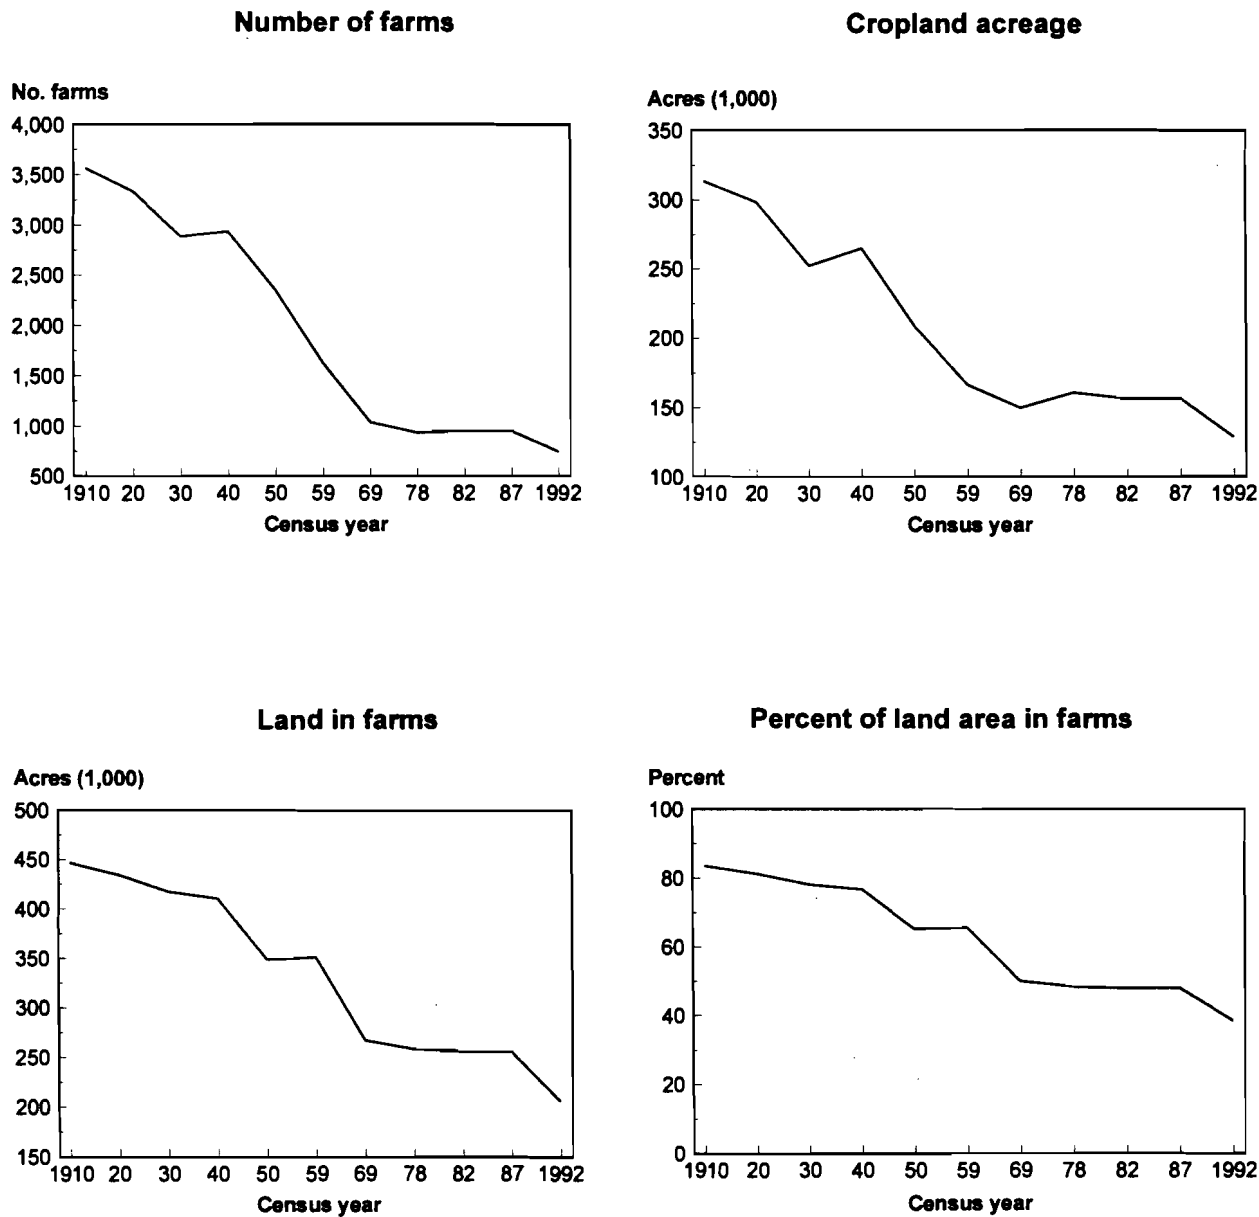 Number of farms
No. farms
4,000
3,500
3,000
2,500
2,000
1,500
1,000
500
1910 20 30 40 50 59 69 78 82 87 1992
Census year
Cropland acreage
Acres (1,000)
350
300
250
200
150
100
1910 20 30 40 50 59 69 78 82 87 1992
Census year
Land in farms
Acres (1,000)
500
450
400
350
300
250
200
150
1910 20 30 40 50 59 69 78 82 87 1992
Census year
Percent of land area in farms
Percent
100
80
60
40
20
0
1910 20 30 40 50 59 69 78 82 87 1992
Census year